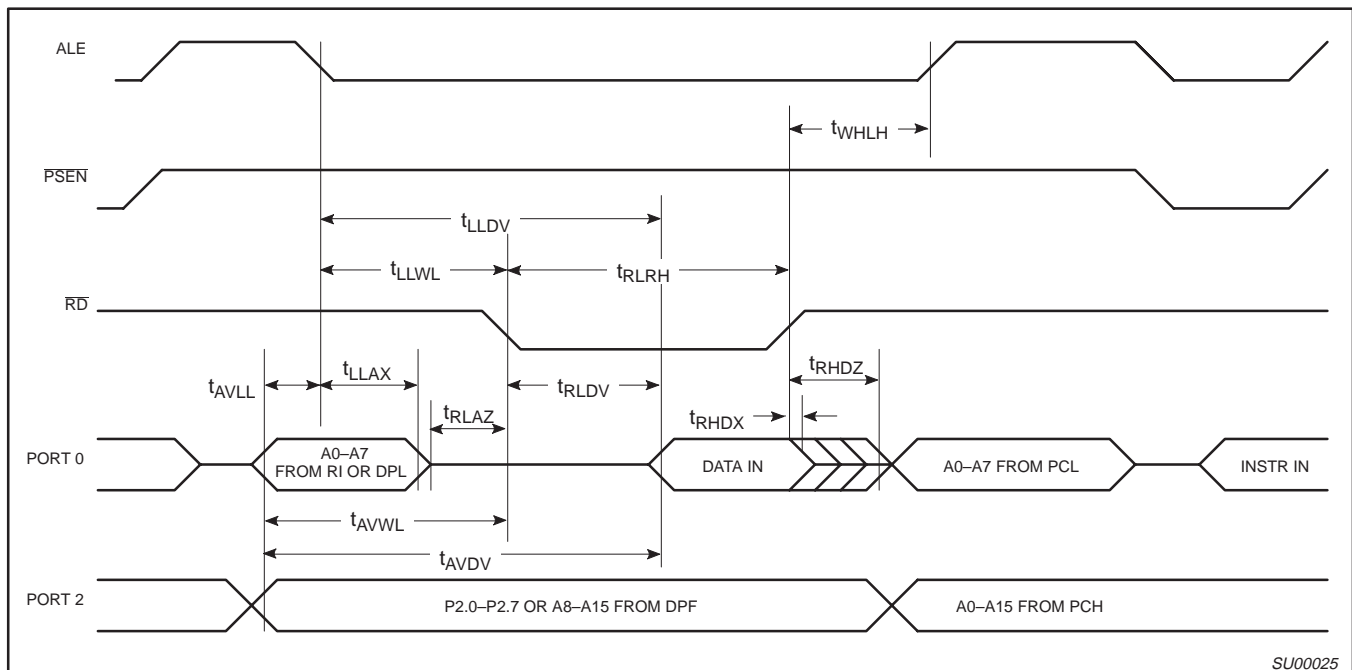 ALE
tWHLH
PSEN
tLLDV
tLLWL
tRLRH
RD
tAVLL
tLLAX
tRLAZ
tRLDV
tRHDZ
tRHDX
PORT 0
A0–A7
FROM RI OR DPL
DATA IN
A0–A7 FROM PCL
INSTR IN
tAVWL
tAVDV
PORT 2
P2.0–P2.7 OR A8–A15 FROM DPF
A0–A15 FROM PCH
SU00025